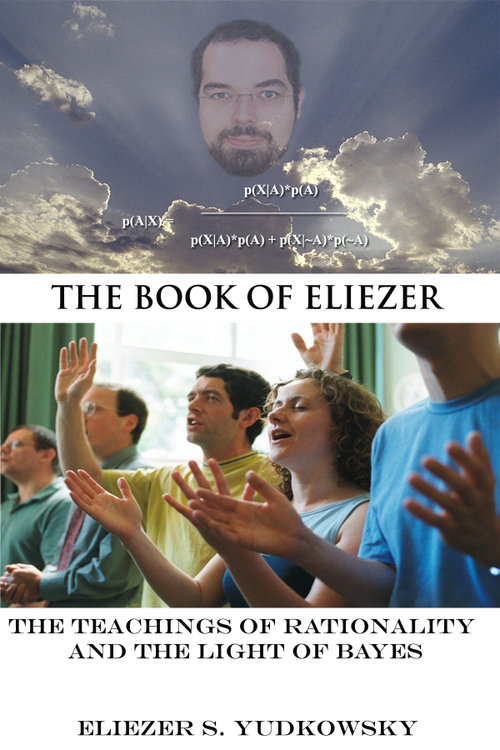 p(X|A)*p(A)
p(A|X) =
p(X|A)*p(A) + p(X|~A)*p(~A)
THE BOOK OF ELIEZER
THE TEACHINGS OF RATIONALITY
AND THE LIGHT OF BAYES
ELIEZER S. YUDKOWSKY